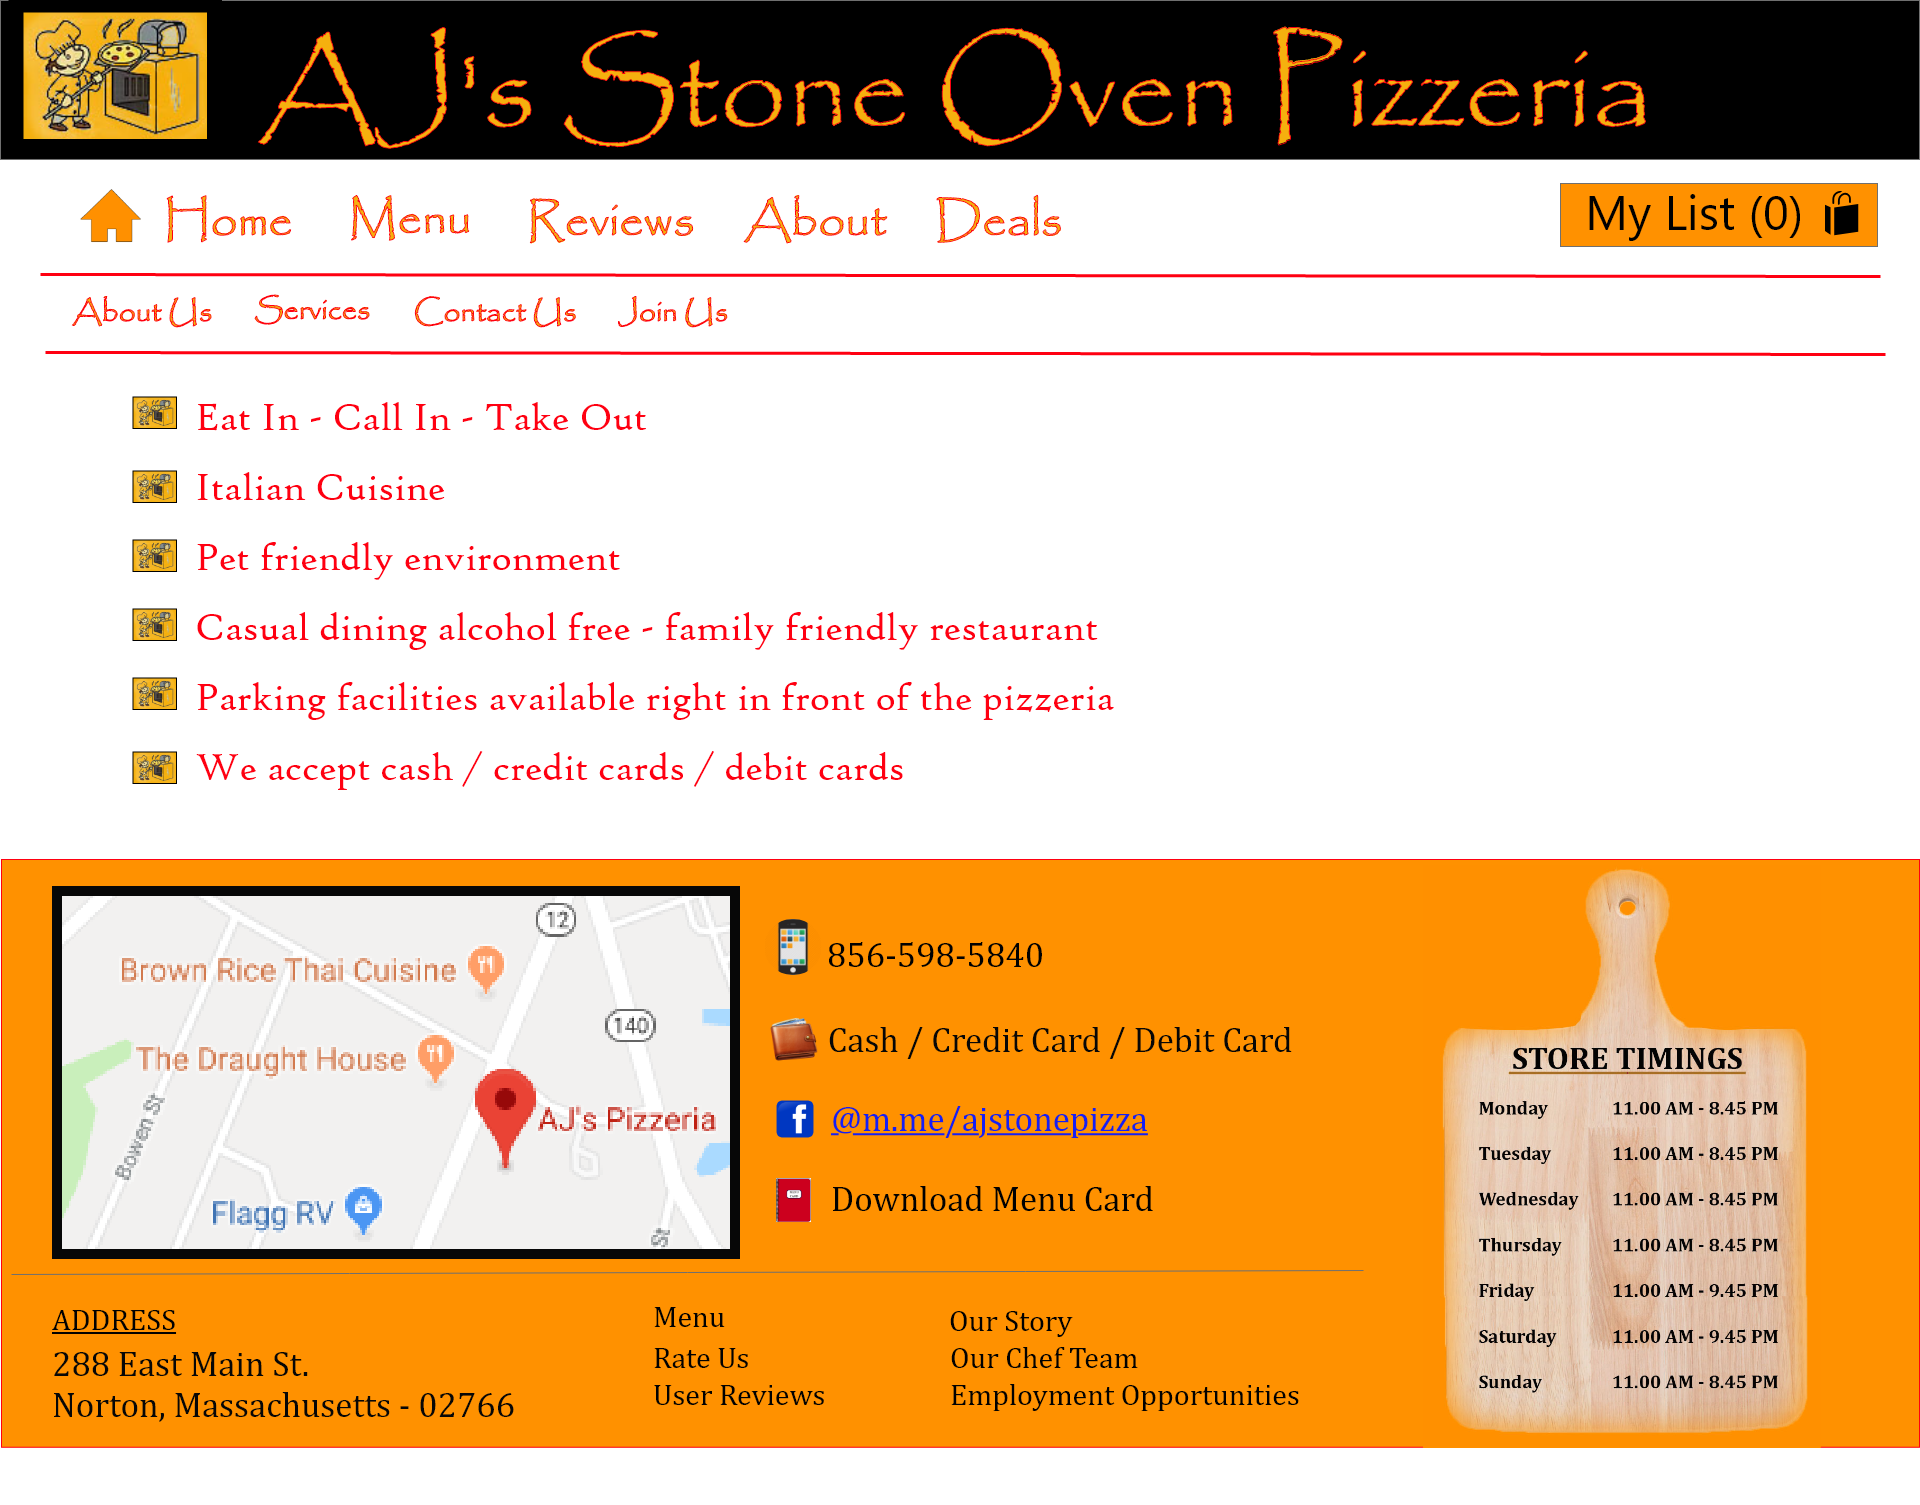 AJ's Stone Oven Pizzeria
Home Menu Reviews About Deals My List (0)
About Us Services Contact Us Join Us
Eat In - Call In - Take Out
Italian Cuisine
Pet friendly environment
Casual dining alcohol free - family friendly restaurant
Parking facilities available right in front of the pizzeria
We accept cash / credit cards / debit cards
12
Brown Rice Thai Cuisine
140
The Draught House
AJ's Pizzeria
Bowen St
Flagg RV
St
856-598-5840
Cash / Credit Card / Debit Card
@m.me/ajstonepizza
Download Menu Card
STORE TIMINGS
Monday 11.00 AM - 8.45 PM
Tuesday 11.00 AM - 8.45 PM
Wednesday 11.00 AM - 8.45 PM
Thursday 11.00 AM - 8.45 PM
Friday 11.00 AM - 9.45 PM
Saturday 11.00 AM - 9.45 PM
Sunday 11.00 AM - 8.45 PM
ADDRESS
288 East Main St.
Norton, Massachusetts - 02766
Menu
Rate Us
User Reviews
Our Story
Our Chef Team
Employment Opportunities